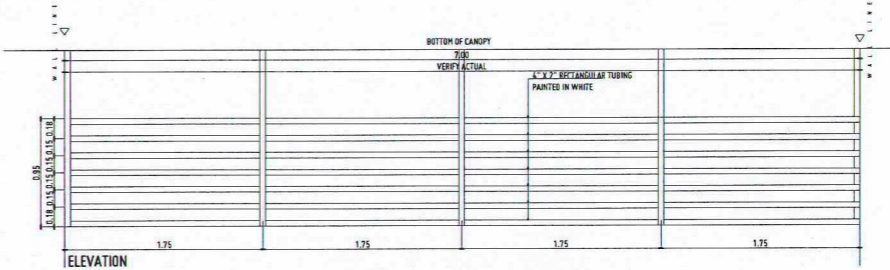 BOTTOM OF CANOPY
7.00
VERIFY ACTUAL
4" X 2" RECTANGULAR TUBING
PAINTED IN WHITE
0.95
0.18 0.15 0.15 0.15 0.15 0.18
1.75 1.75 1.75 1.75
ELEVATION